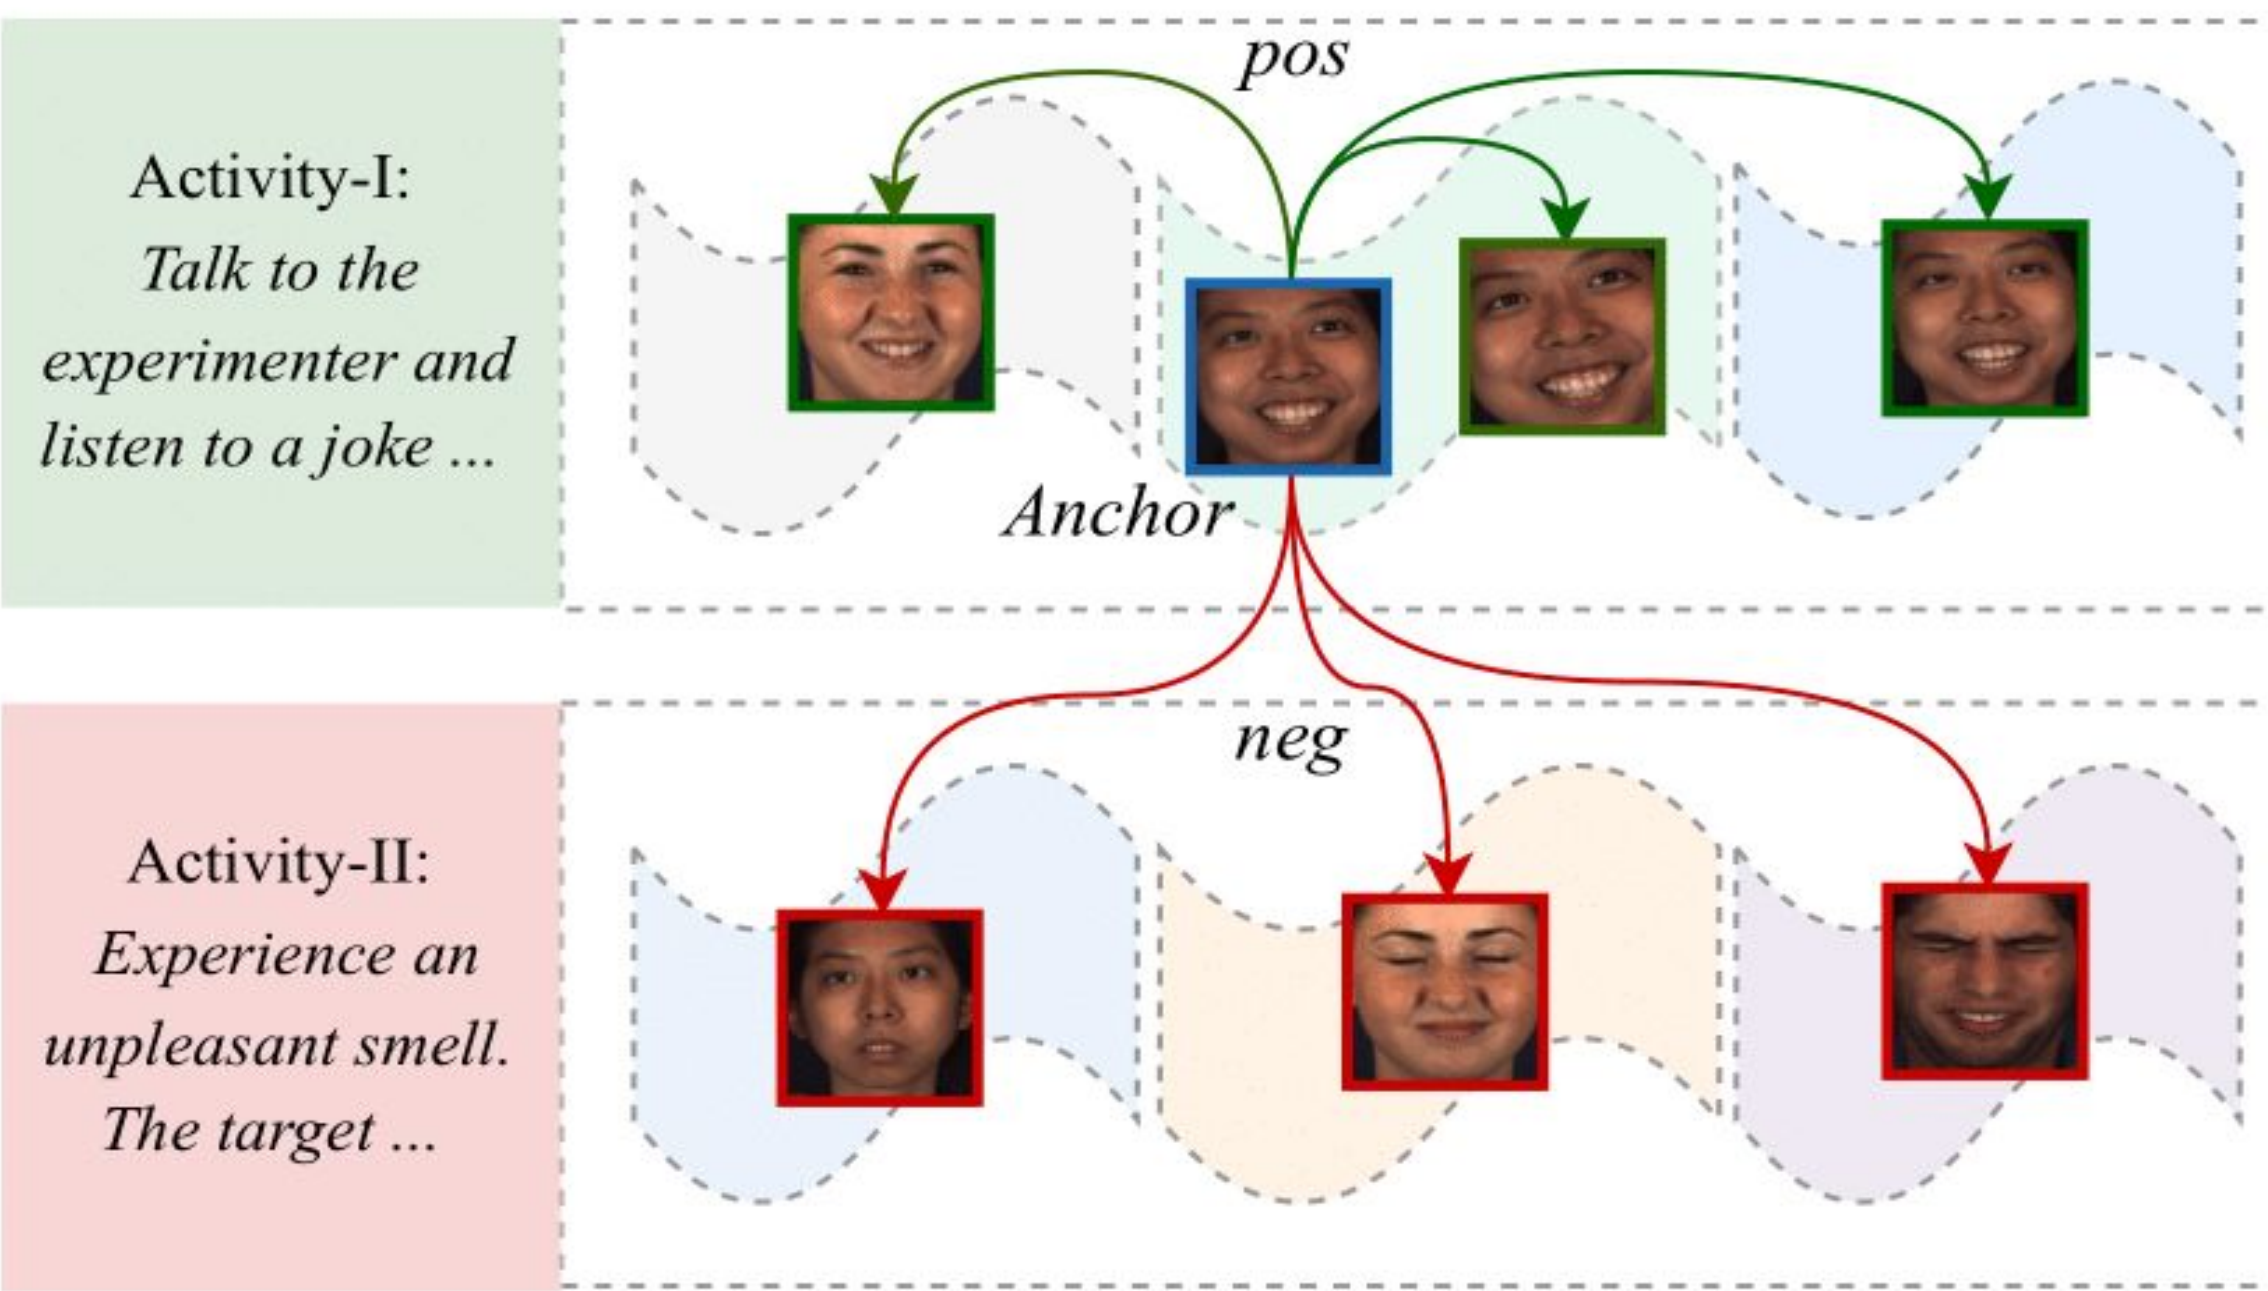 pos
Activity-I:
Talk to the
experimenter and
listen to a joke ...
Anchor
neg
Activity-II:
Experience an
unpleasant smell.
The target ...